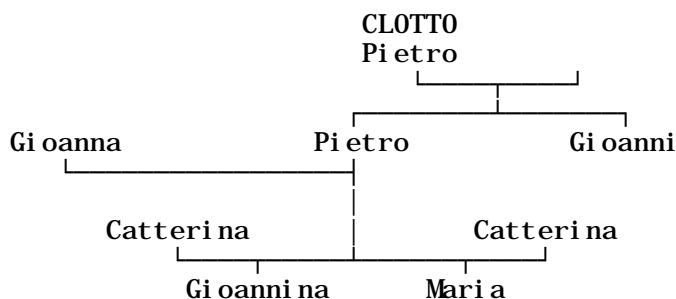 CLOTTO
Pietro
Gioanna Pietro Gioanni
Catterina Catterina
Gioannina Maria